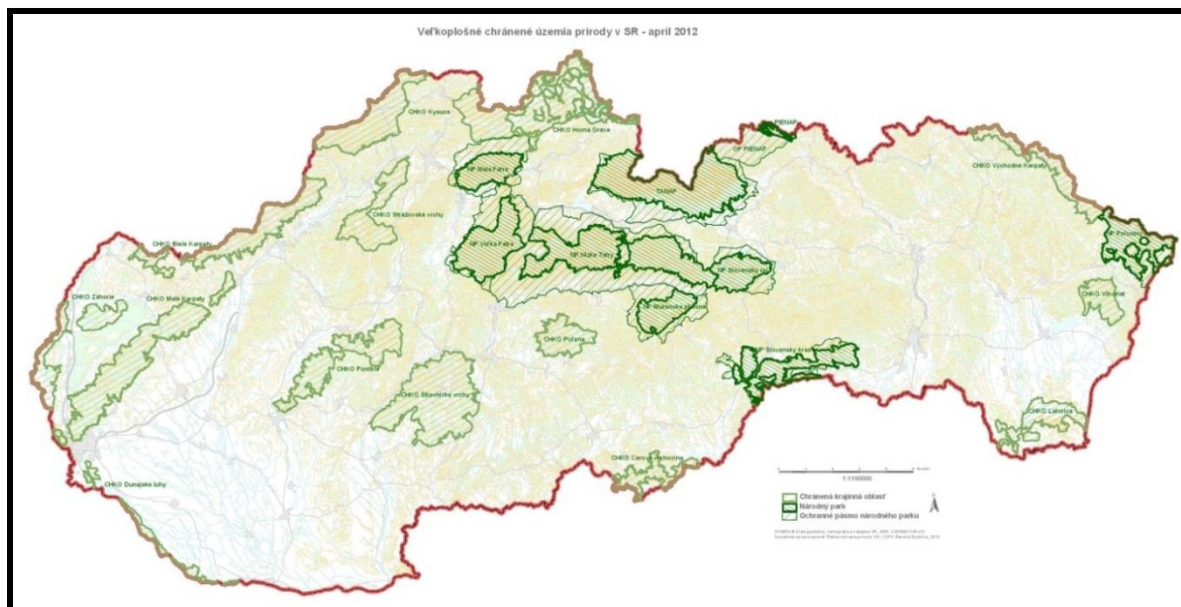 Veľkoplošné chránené územia prírody v SR - apríl 2012
CHKO Kysuce
CHKO Horná Orava
PIENAP
OP PIENAP
CHKO Východné Karpaty
NP Malá Fatra
TANAP
CHKO Strážovské vrchy
NP Poloniny
CHKO Biele Karpaty
NP Veľká Fatra
NP Nízke Tatry
NP Slovenský raj
CHKO Záhorie
CHKO Malé Karpaty
CHKO Vihorlat
NP Muránska planina
CHKO Poľana
NP Slovenský kras
CHKO Ponitrie
CHKO Štiavnické vrchy
CHKO Latorica
CHKO Cerová vrchovina
CHKO Dunajské luhy
1:1100000
Chránená krajinná oblasť
Národný park
Ochranné pásmo národného parku